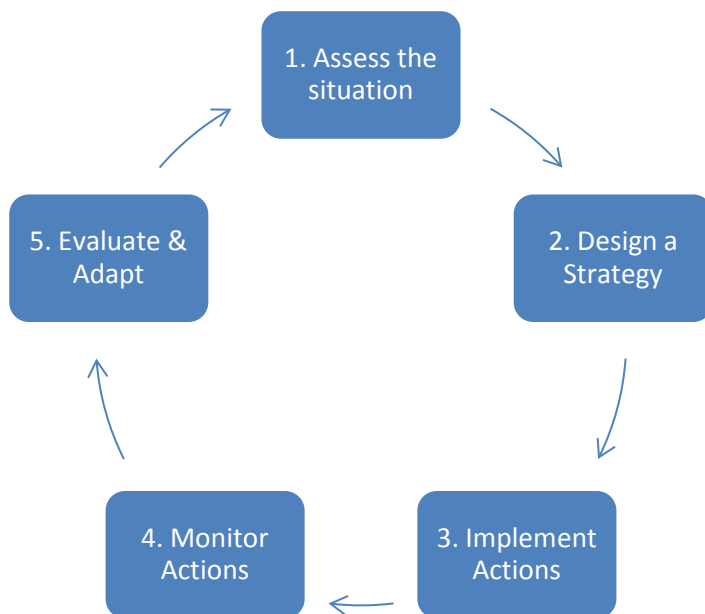 1. Assess the
situation
2. Design a
Strategy
3. Implement
Actions
4. Monitor
Actions
5. Evaluate &
Adapt